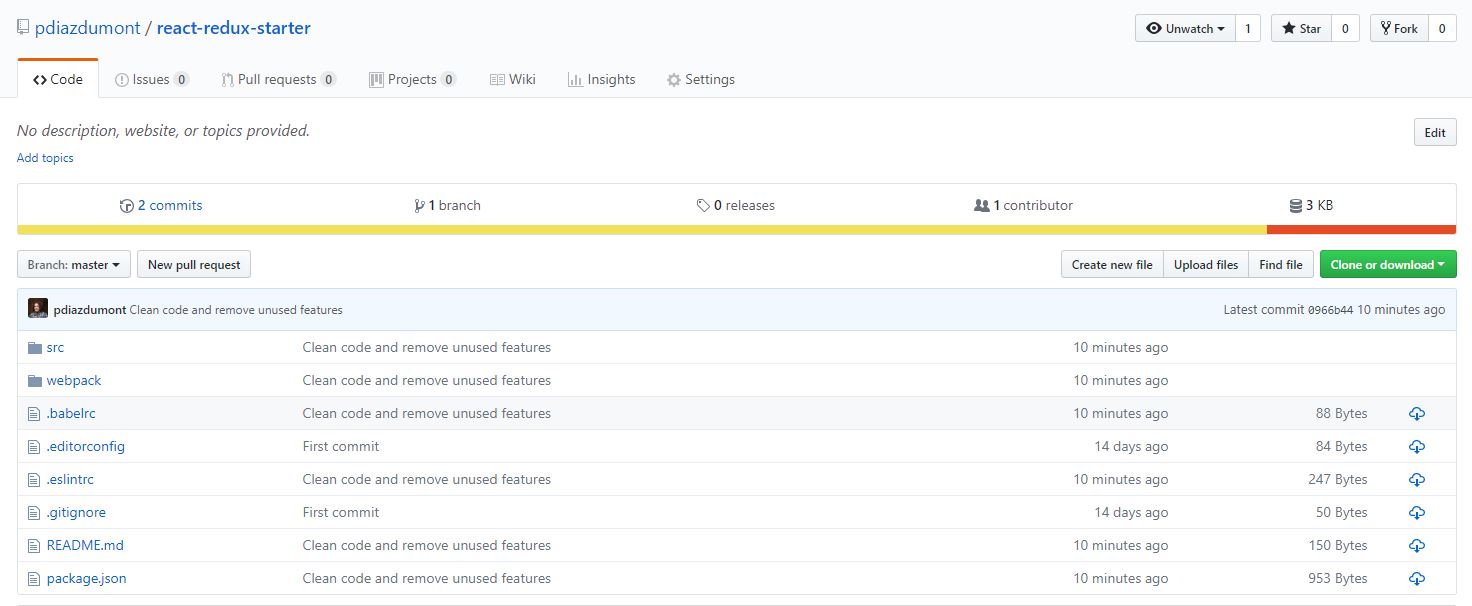 pdiazdumont / react-redux-starter Unwatch 1 Star 0 Fork 0
Code Issues 0 Pull requests 0 Projects 0 Wiki Insights Settings
No description, website, or topics provided. Edit
Add topics
2 commits 1 branch 0 releases 1 contributor 3 KB
Branch: master New pull request Create new file Upload files Find file Clone or download
pdiazdumont Clean code and remove unused features Latest commit 0966b44 10 minutes ago
src Clean code and remove unused features 10 minutes ago
webpack Clean code and remove unused features 10 minutes ago
.babelrc Clean code and remove unused features 10 minutes ago 88 Bytes
.editorconfig First commit 14 days ago 84 Bytes
.eslintrc Clean code and remove unused features 10 minutes ago 247 Bytes
.gitignore First commit 14 days ago 50 Bytes
README.md Clean code and remove unused features 10 minutes ago 150 Bytes
package.json Clean code and remove unused features 10 minutes ago 953 Bytes